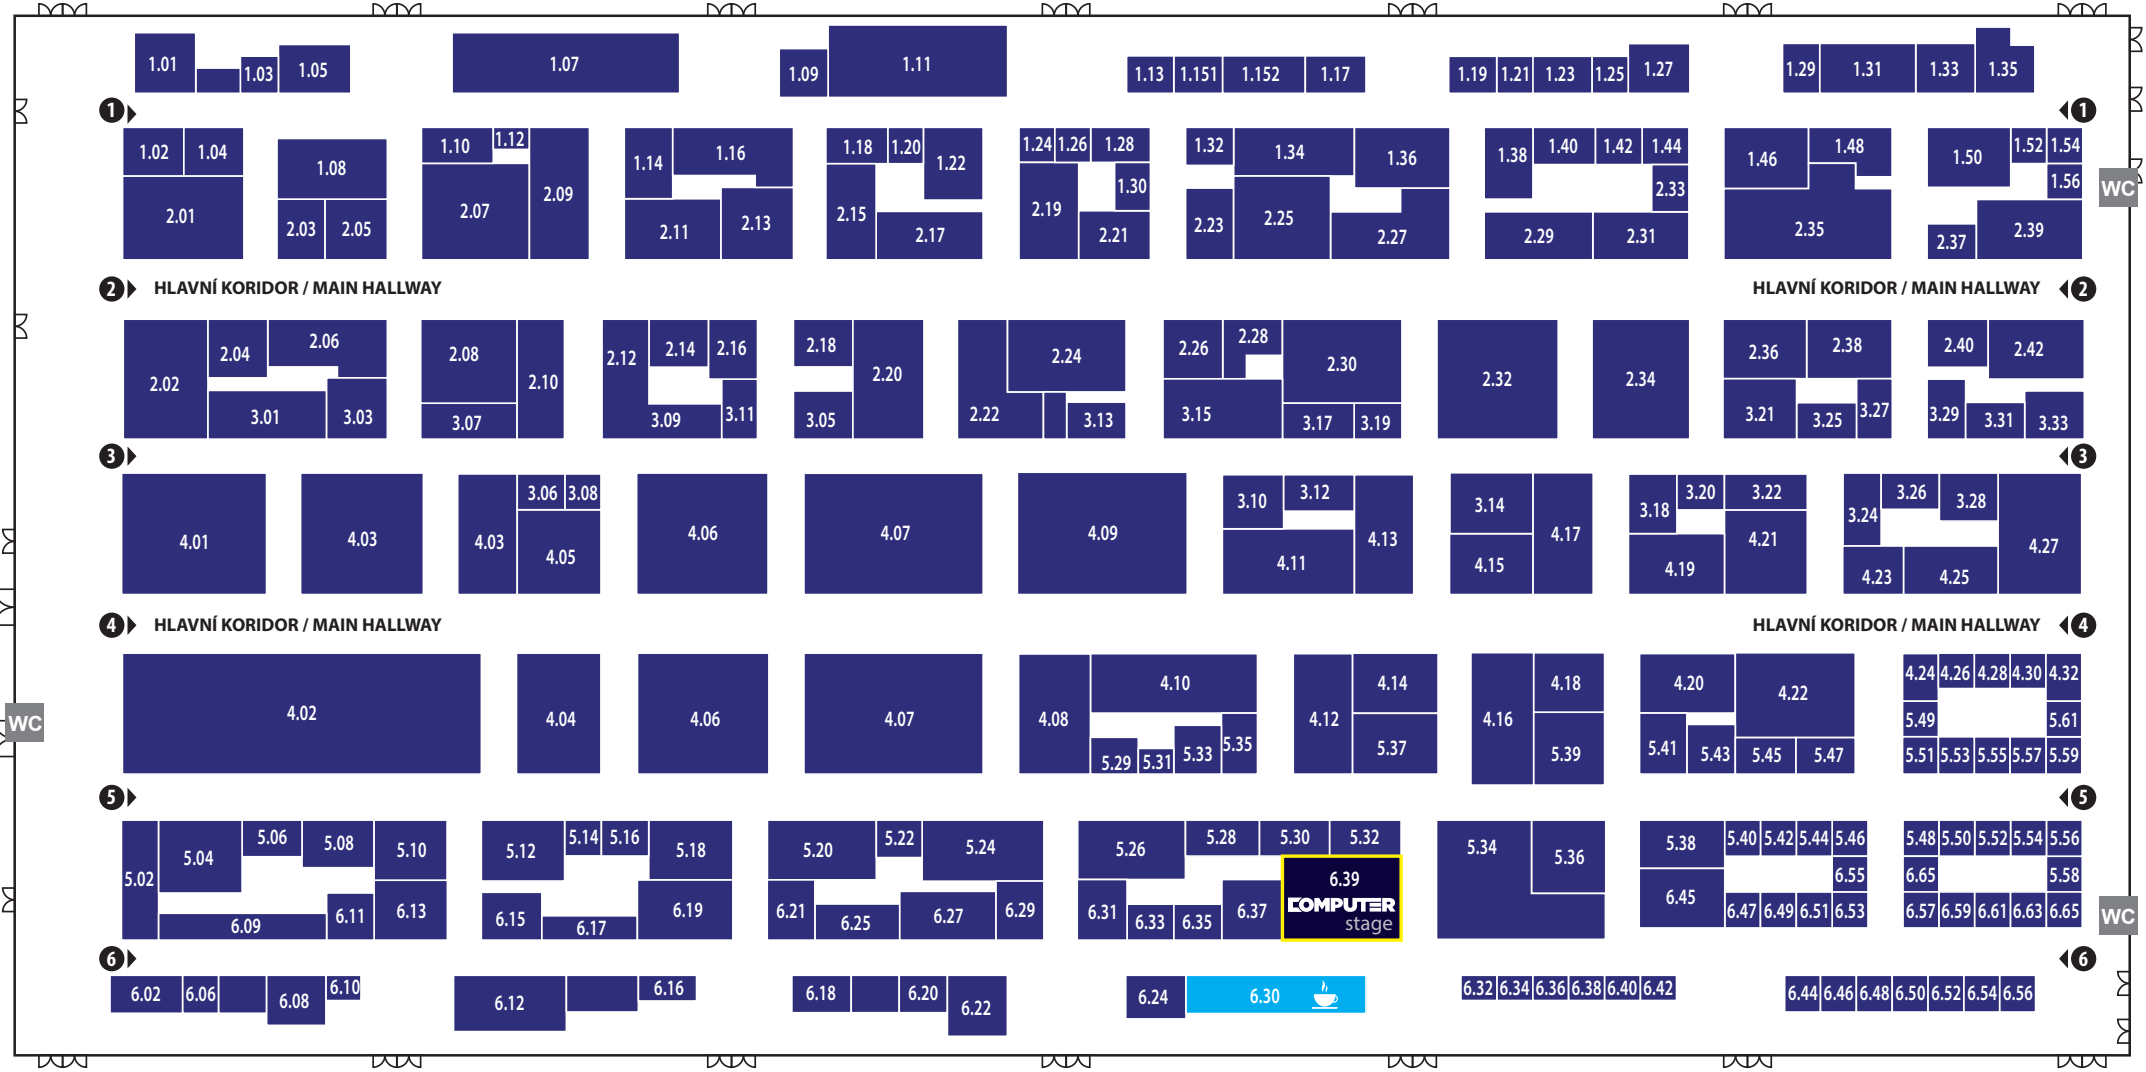 1.01 1.03 1.05 1.07 1.09 1.11 1.13 1.151 1.152 1.17 1.19 1.21 1.23 1.25 1.27 1.29 1.31 1.33 1.35
1 1
1.02 1.04 1.08 1.10 1.12 1.14 1.16 1.18 1.20 1.22 1.24 1.26 1.28 1.32 1.34 1.36 1.38 1.40 1.42 1.44 1.46 1.48 1.50 1.52 1.54
1.30 2.33 1.56 WC
2.01 2.03 2.05 2.07 2.09 2.11 2.13 2.15 2.17 2.19 2.21 2.23 2.25 2.27 2.29 2.31 2.35 2.37 2.39
2 HLAVNÍ KORIDOR / MAIN HALLWAY HLAVNÍ KORIDOR / MAIN HALLWAY 2
2.02 2.04 2.06 2.08 2.10 2.12 2.14 2.16 2.18 2.20 2.22 2.24 2.26 2.28 2.30 2.32 2.34 2.36 2.38 2.40 2.42
3.01 3.03 3.07 3.09 3.11 3.05 3.13 3.15 3.17 3.19 3.21 3.25 3.27 3.29 3.31 3.33
3 3
3.06 3.08 3.10 3.12 3.14 3.18 3.20 3.22 3.24 3.26 3.28
4.01 4.03 4.03 4.05 4.06 4.07 4.09 4.11 4.13 4.15 4.17 4.19 4.21 4.23 4.25 4.27
4 HLAVNÍ KORIDOR / MAIN HALLWAY HLAVNÍ KORIDOR / MAIN HALLWAY 4
4.02 4.04 4.06 4.07 4.08 4.10 4.12 4.14 4.16 4.18 4.20 4.22 4.24 4.26 4.28 4.30 4.32
WC 5.49 5.61
5.29 5.31 5.33 5.35 5.37 5.39 5.41 5.43 5.45 5.47 5.51 5.53 5.55 5.57 5.59
5 5
5.02 5.04 5.06 5.08 5.10 5.12 5.14 5.16 5.18 5.20 5.22 5.24 5.26 5.28 5.30 5.32 5.34 5.36 5.38 5.40 5.42 5.44 5.46 5.48 5.50 5.52 5.54 5.56
6.39 6.55 6.65 5.58
COMPUTER
stage
6.09 6.11 6.13 6.15 6.17 6.19 6.21 6.25 6.27 6.29 6.31 6.33 6.35 6.37 6.45 6.47 6.49 6.51 6.53 6.57 6.59 6.61 6.63 6.65 WC
6 6
6.02 6.06 6.08 6.10 6.12 6.16 6.18 6.20 6.22 6.24 6.30 6.32 6.34 6.36 6.38 6.40 6.42 6.44 6.46 6.48 6.50 6.52 6.54 6.56